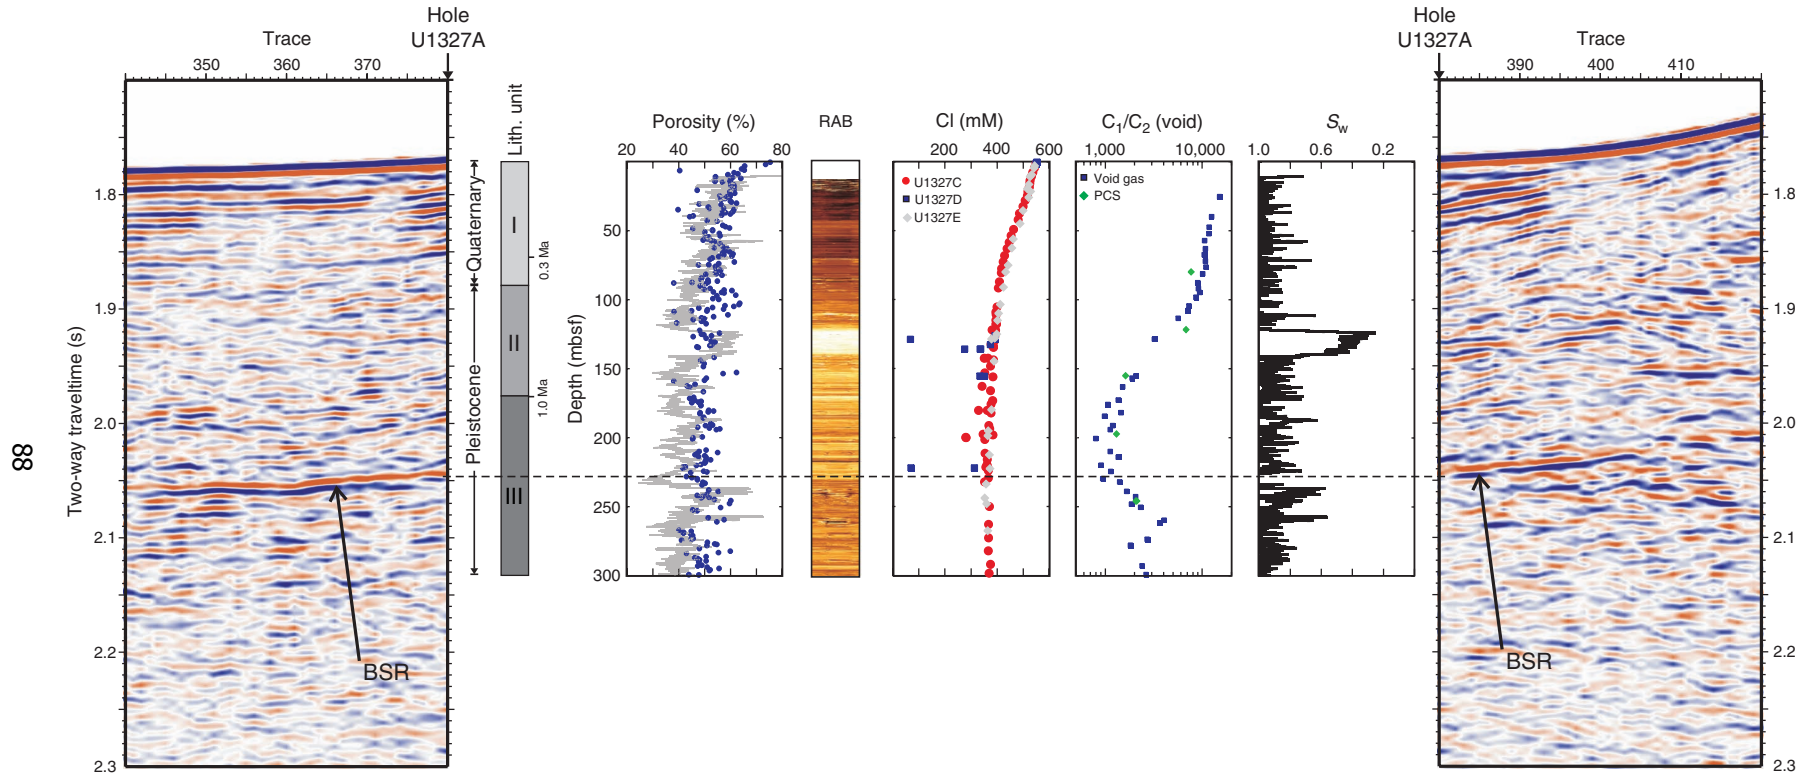 Hole
U1327A
Trace
350 360 370
1.8
1.9
2.0
2.1
2.2
2.3
Two-way traveltime (s)
BSR
88
Lith. unit
I
II
III
Quaternary
Pleistocene
0.3 Ma
1.0 Ma
Depth (mbsf)
50
100
150
200
250
300
Porosity (%)
20 40 60 80
RAB
Cl (mM)
200 400 600
U1327C
U1327D
U1327E
C1/C2 (void)
1,000 10,000
Void gas
PCS
Sw
1.0 0.6 0.2
Hole
U1327A
Trace
390 400 410
1.8
1.9
2.0
2.1
2.2
2.3
BSR